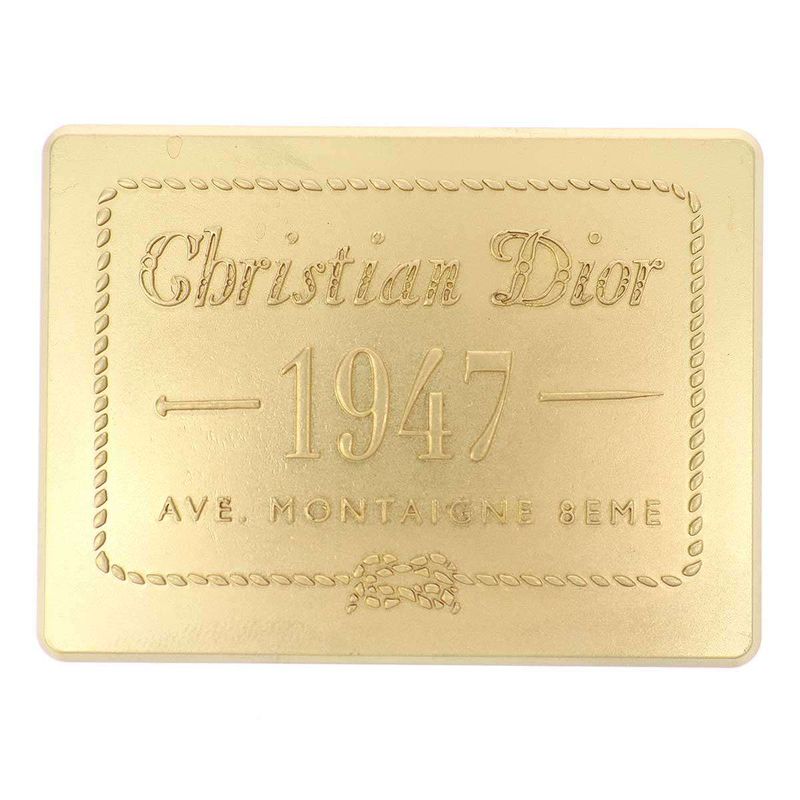 Christian Dior
1947
AVE. MONTAIGNE 8EME